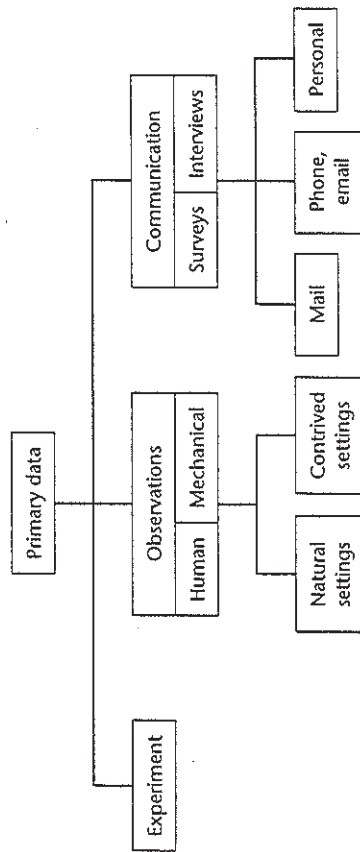 Primary data
Experiment
Observations
Human Mechanical
Communication
Surveys Interviews
Natural
settings
Contrived
settings
Mail
Phone,
email
Personal